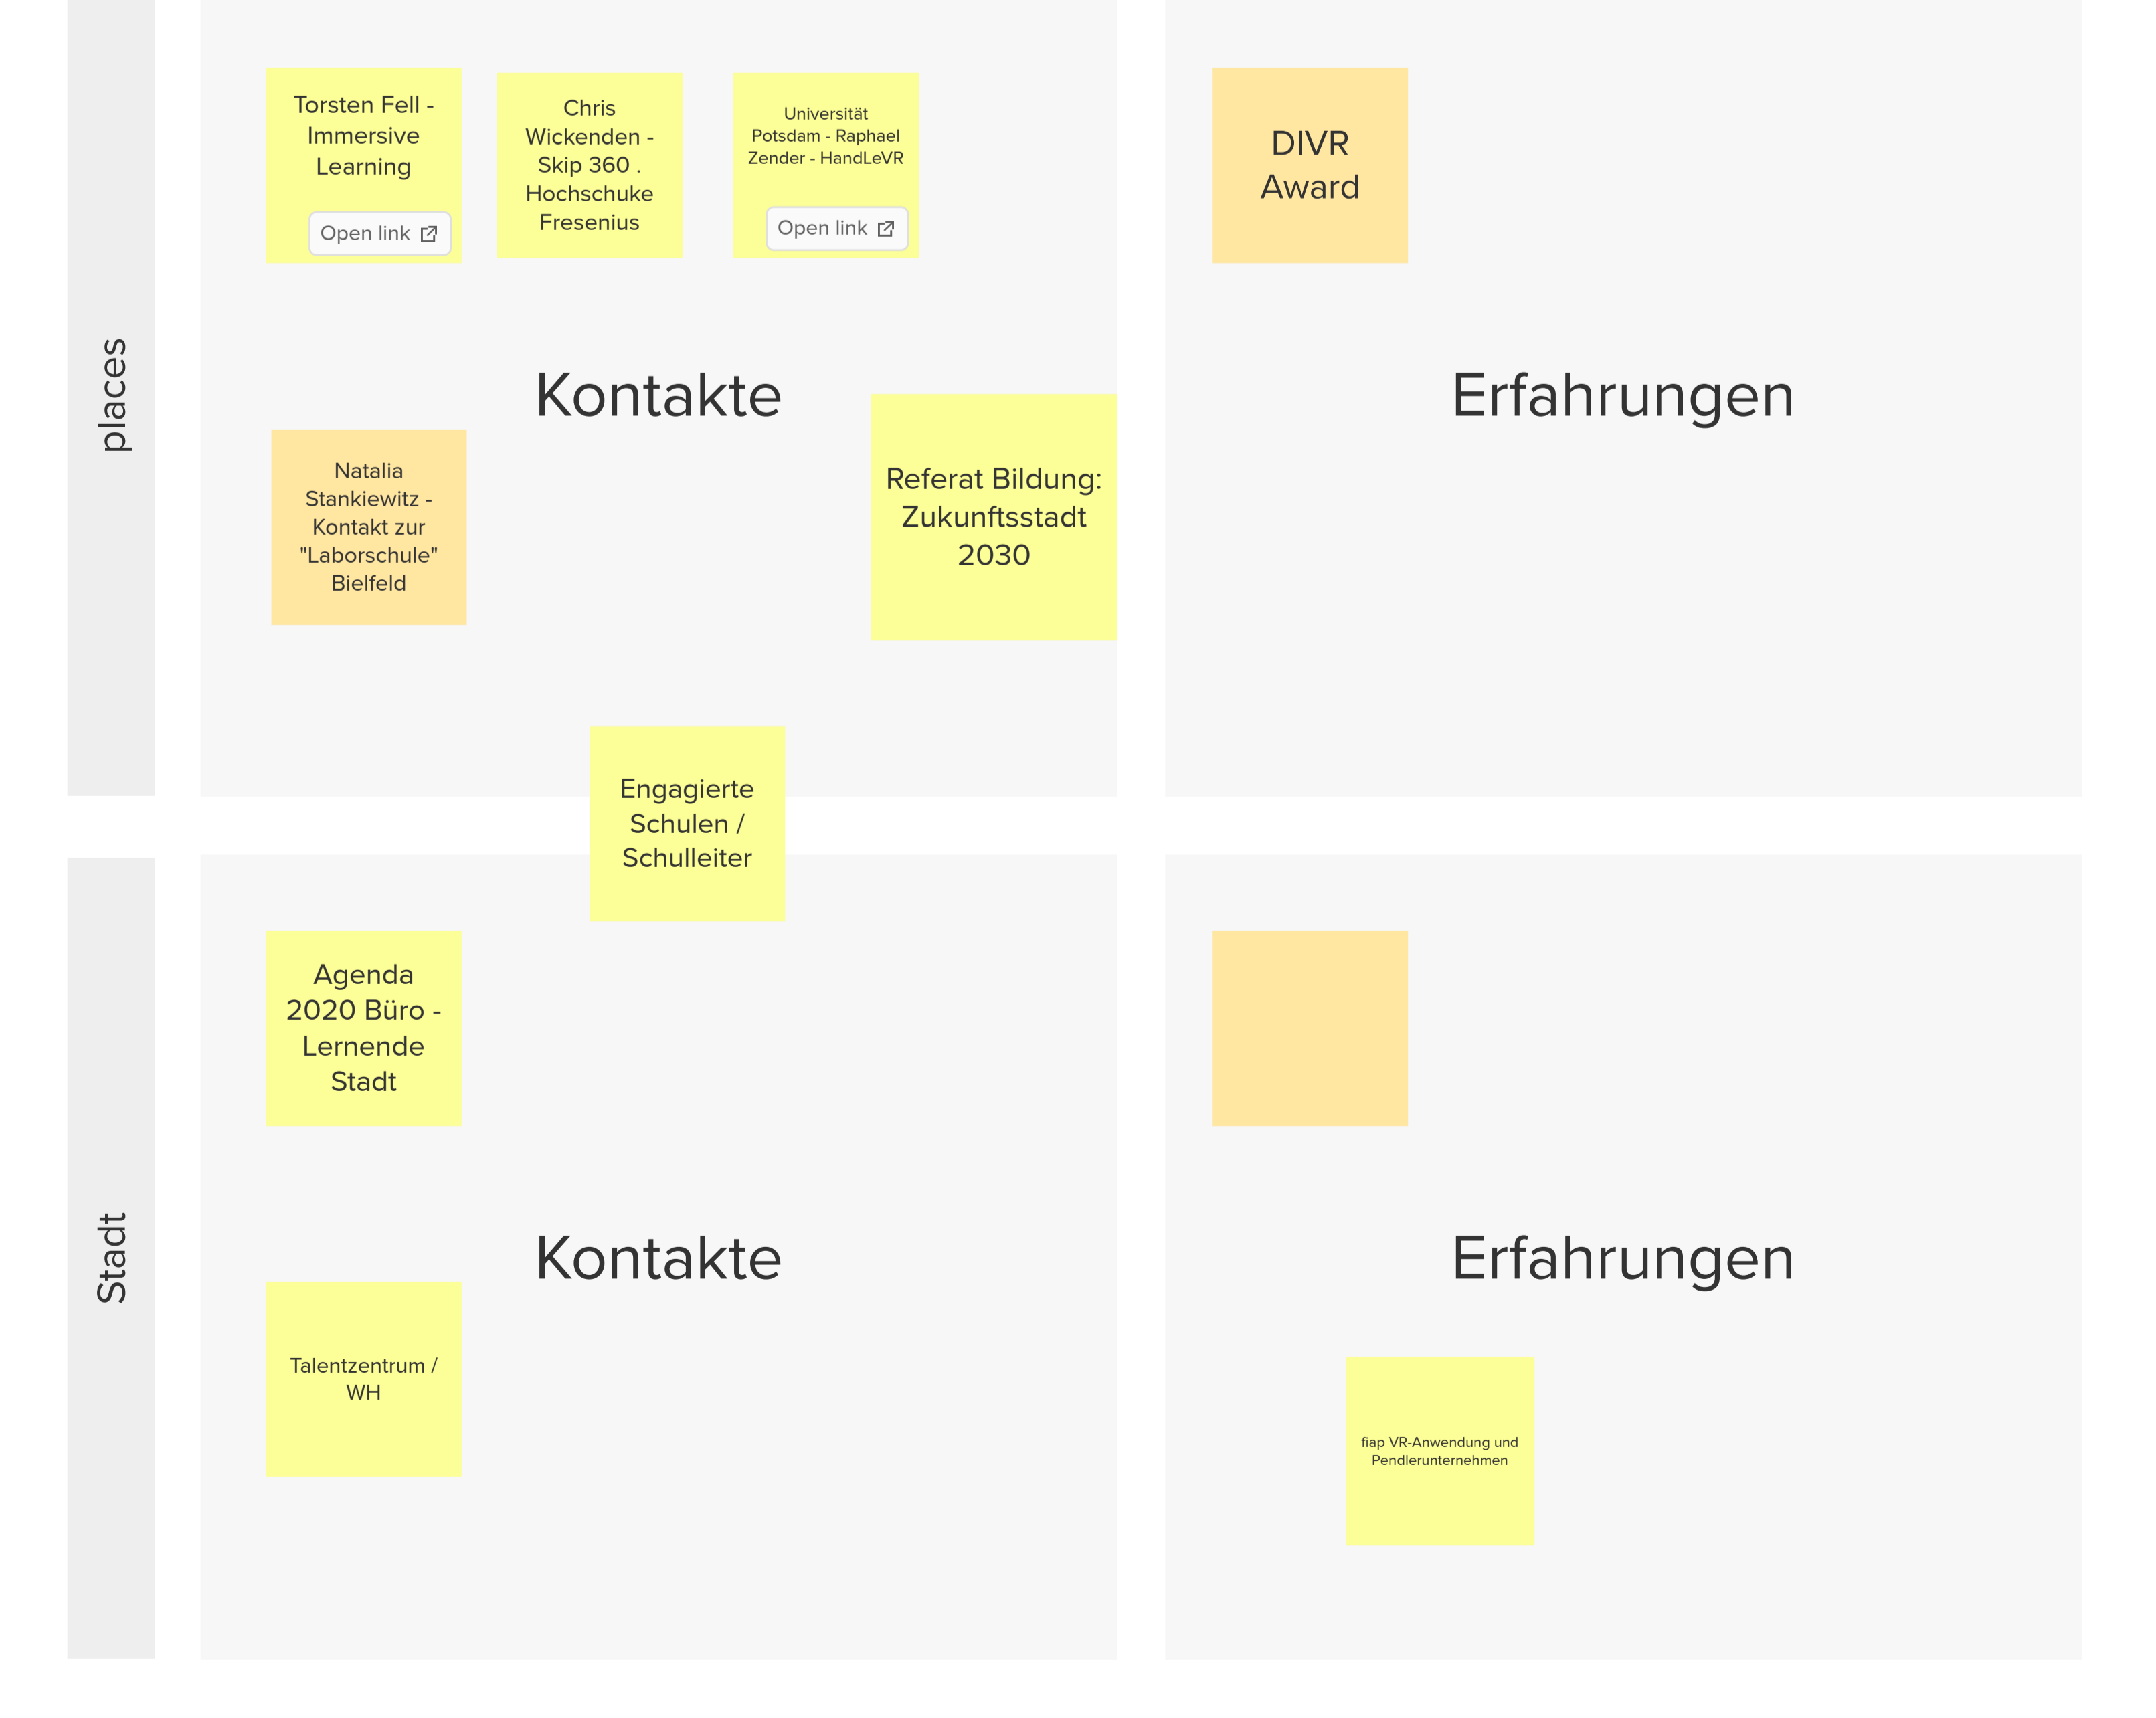 places
Torsten Fell -
Immersive
Learning
Open link
Chris
Wickenden -
Skip 360 .
Hochschuke
Fresenius
Universität
Potsdam - Raphael
Zender - HandLeVR
Open link
Kontakte
Natalia
Stankiewitz -
Kontakt zur
"Laborschule"
Bielfeld
Referat Bildung:
Zukunftsstadt
2030
DIVR
Award
Erfahrungen
Engagierte
Schulen /
Schulleiter
Stadt
Agenda
2020 Büro -
Lernende
Stadt
Kontakte
Talentzentrum /
WH
Erfahrungen
fiap VR-Anwendung und
Pendlerunternehmen